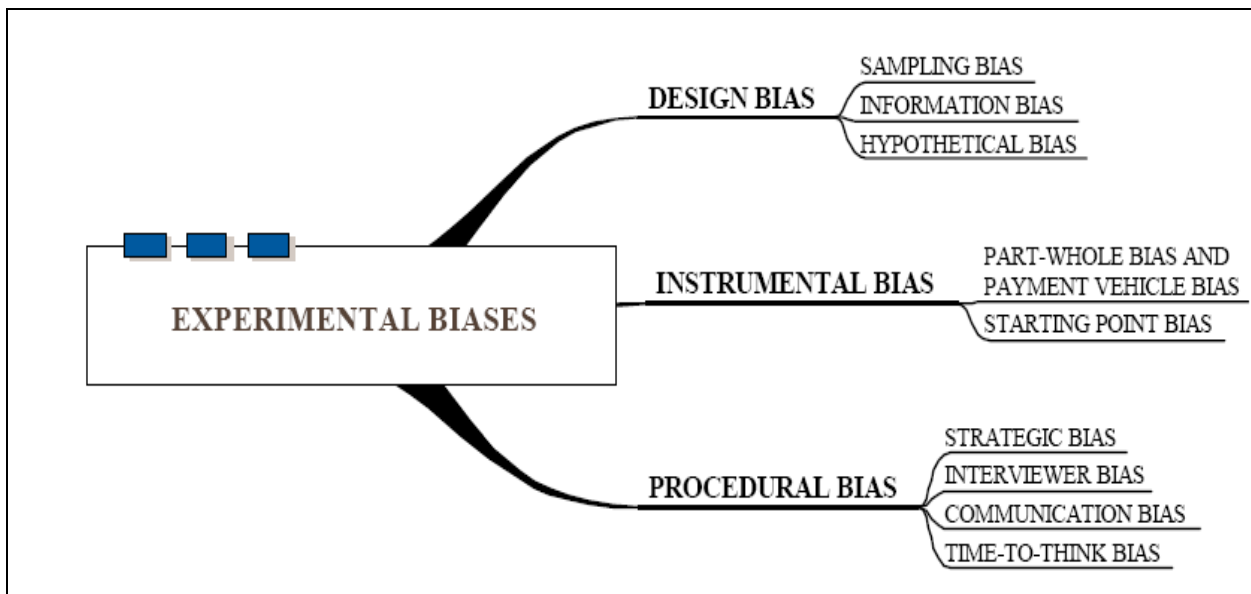 EXPERIMENTAL BIASES
DESIGN BIAS
SAMPLING BIAS
INFORMATION BIAS
HYPOTHETICAL BIAS
INSTRUMENTAL BIAS
PART-WHOLE BIAS AND
PAYMENT VEHICLE BIAS
STARTING POINT BIAS
PROCEDURAL BIAS
STRATEGIC BIAS
INTERVIEWER BIAS
COMMUNICATION BIAS
TIME-TO-THINK BIAS